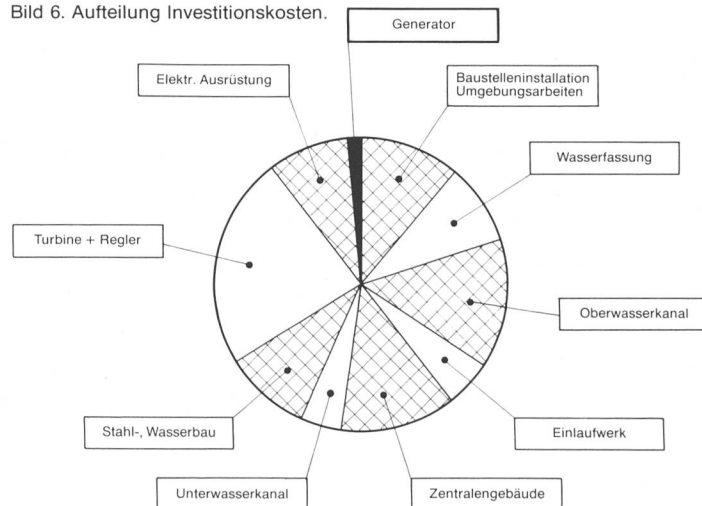 Bild 6. Aufteilung Investitionskosten.
Generator
Elektr. Ausrüstung
Baustelleninstallation
Umgebungsarbeiten
Wasserfassung
Turbine + Regler
Oberwasserkanal
Stahl-, Wasserbau
Einlaufwerk
Unterwasserkanal
Zentralengebäude